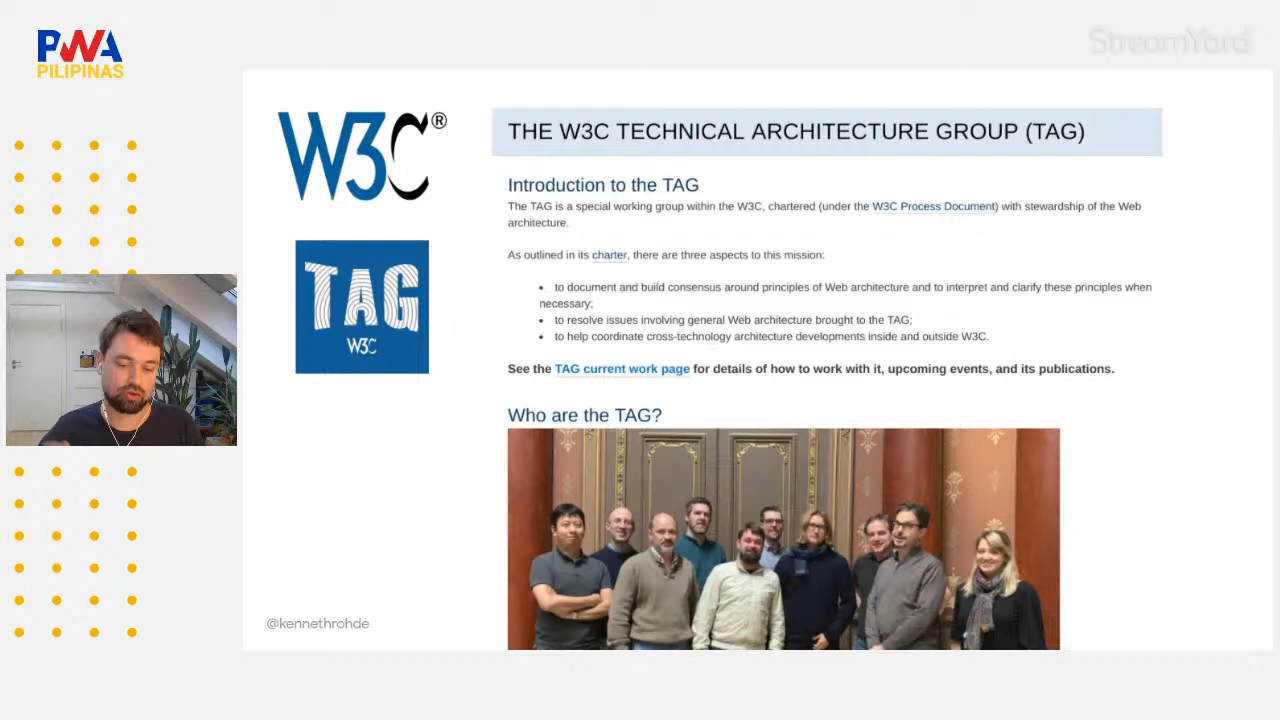 PWA
PILIPINAS
StreamYard
W3C®
THE W3C TECHNICAL ARCHITECTURE GROUP (TAG)
Introduction to the TAG
The TAG is a special working group within the W3C, chartered (under the W3C Process Document) with stewardship of the Web
architecture.
As outlined in its charter, there are three aspects to this mission:
• to document and build consensus around principles of Web architecture and to interpret and clarify these principles when
necessary;
• to resolve issues involving general Web architecture brought to the TAG;
• to help coordinate cross-technology architecture developments inside and outside W3C.
See the TAG current work page for details of how to work with it, upcoming events, and its publications.
Who are the TAG?
TAG
W3C
@kennethrohde